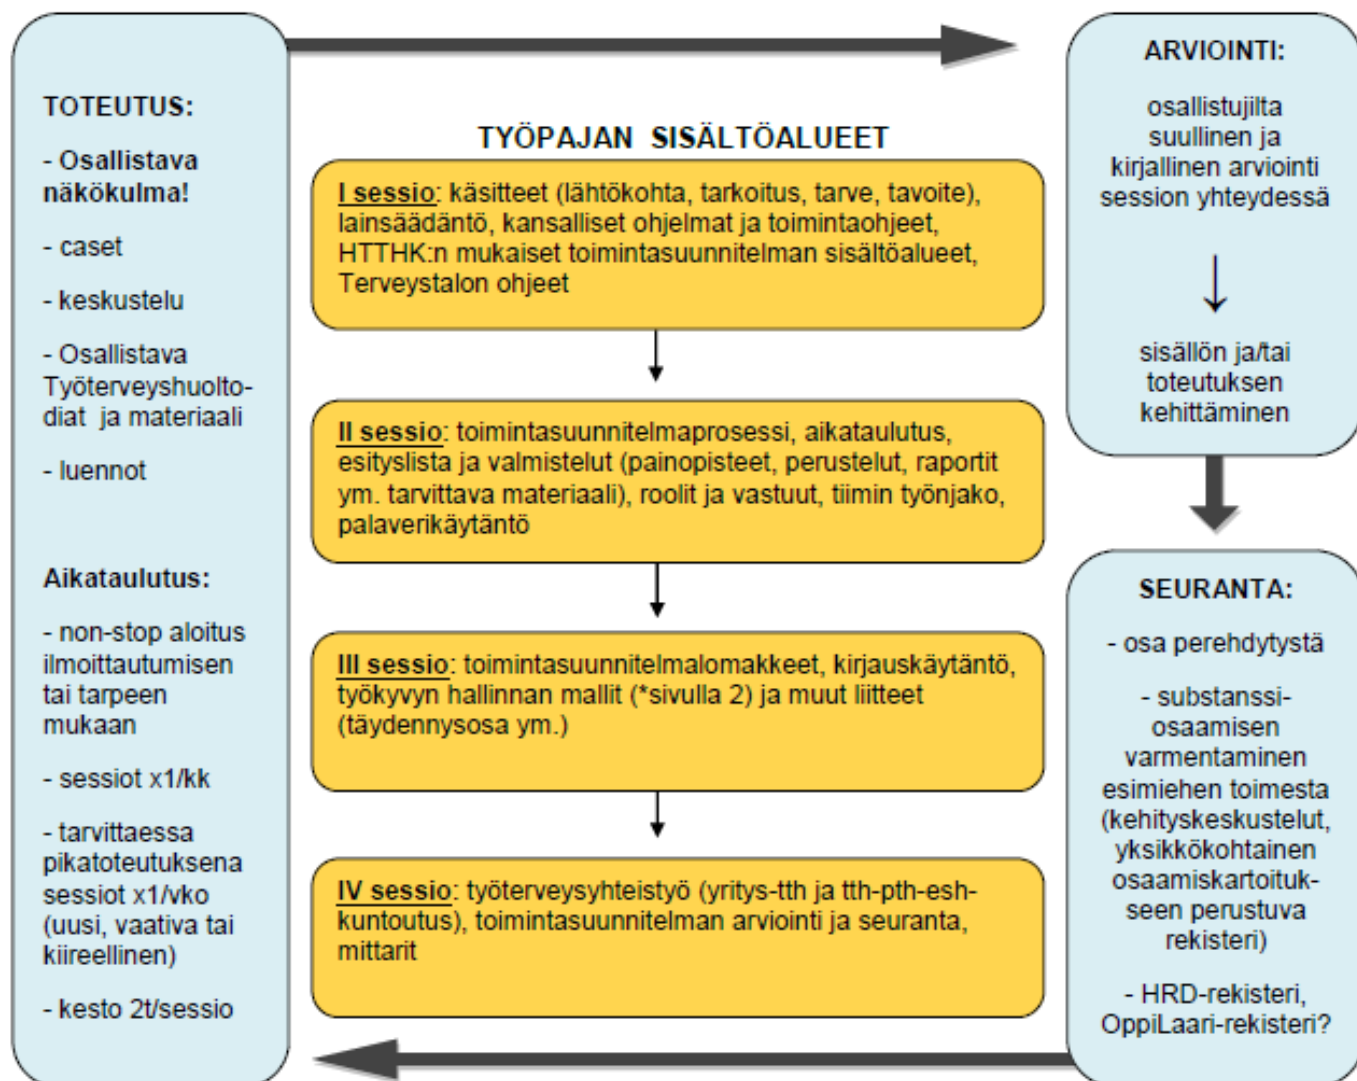 TOTEUTUS:
- Osallistava
näkökulma!
- caset
- keskustelu
- Osallistava
Työterveyshuolto-
diat ja materiaali
- luennot
Aikataulutus:
- non-stop aloitus
ilmoittautumisen
tai tarpeen
mukaan
- sessiot x1/kk
- tarvittaessa
pikatoteutuksena
sessiot x1/vko
(uusi, vaativa tai
kiireellinen)
- kesto 2t/sessio
TYÖPAJAN SISÄLTÖALUEET
I sessio: käsitteet (lähtökohta, tarkoitus, tarve, tavoite),
lainsäädäntö, kansalliset ohjelmat ja toimintaohjeet,
HTTHK:n mukaiset toimintasuunnitelman sisältöalueet,
Terveystalon ohjeet
II sessio: toimintasuunnitelmaprosessi, aikataulutus,
esityslista ja valmistelut (painopisteet, perustelut, raportit
ym. tarvittava materiaali), roolit ja vastuut, tiimin työnjako,
palaverikäytäntö
III sessio: toimintasuunnitelmalomakkeet, kirjauskäytäntö,
työkyvyn hallinnan mallit (*sivulla 2) ja muut liitteet
(täydennysosa ym.)
IV sessio: työterveysyhteistyö (yritys-tth ja tth-pth-esh-
kuntoutus), toimintasuunnitelman arviointi ja seuranta,
mittarit
ARVIOINTI:
osallistujilta
suullinen ja
kirjallinen arviointi
session yhteydessä
sisällön ja/tai
toteutuksen
kehittäminen
SEURANTA:
- osa perehdytystä
- substanssi-
osaamisen
varmentaminen
esimiehen toimesta
(kehityskeskustelut,
yksikkökohtainen
osaamiskartoituk-
seen perustuva
rekisteri)
- HRD-rekisteri,
OppiLaari-rekisteri?